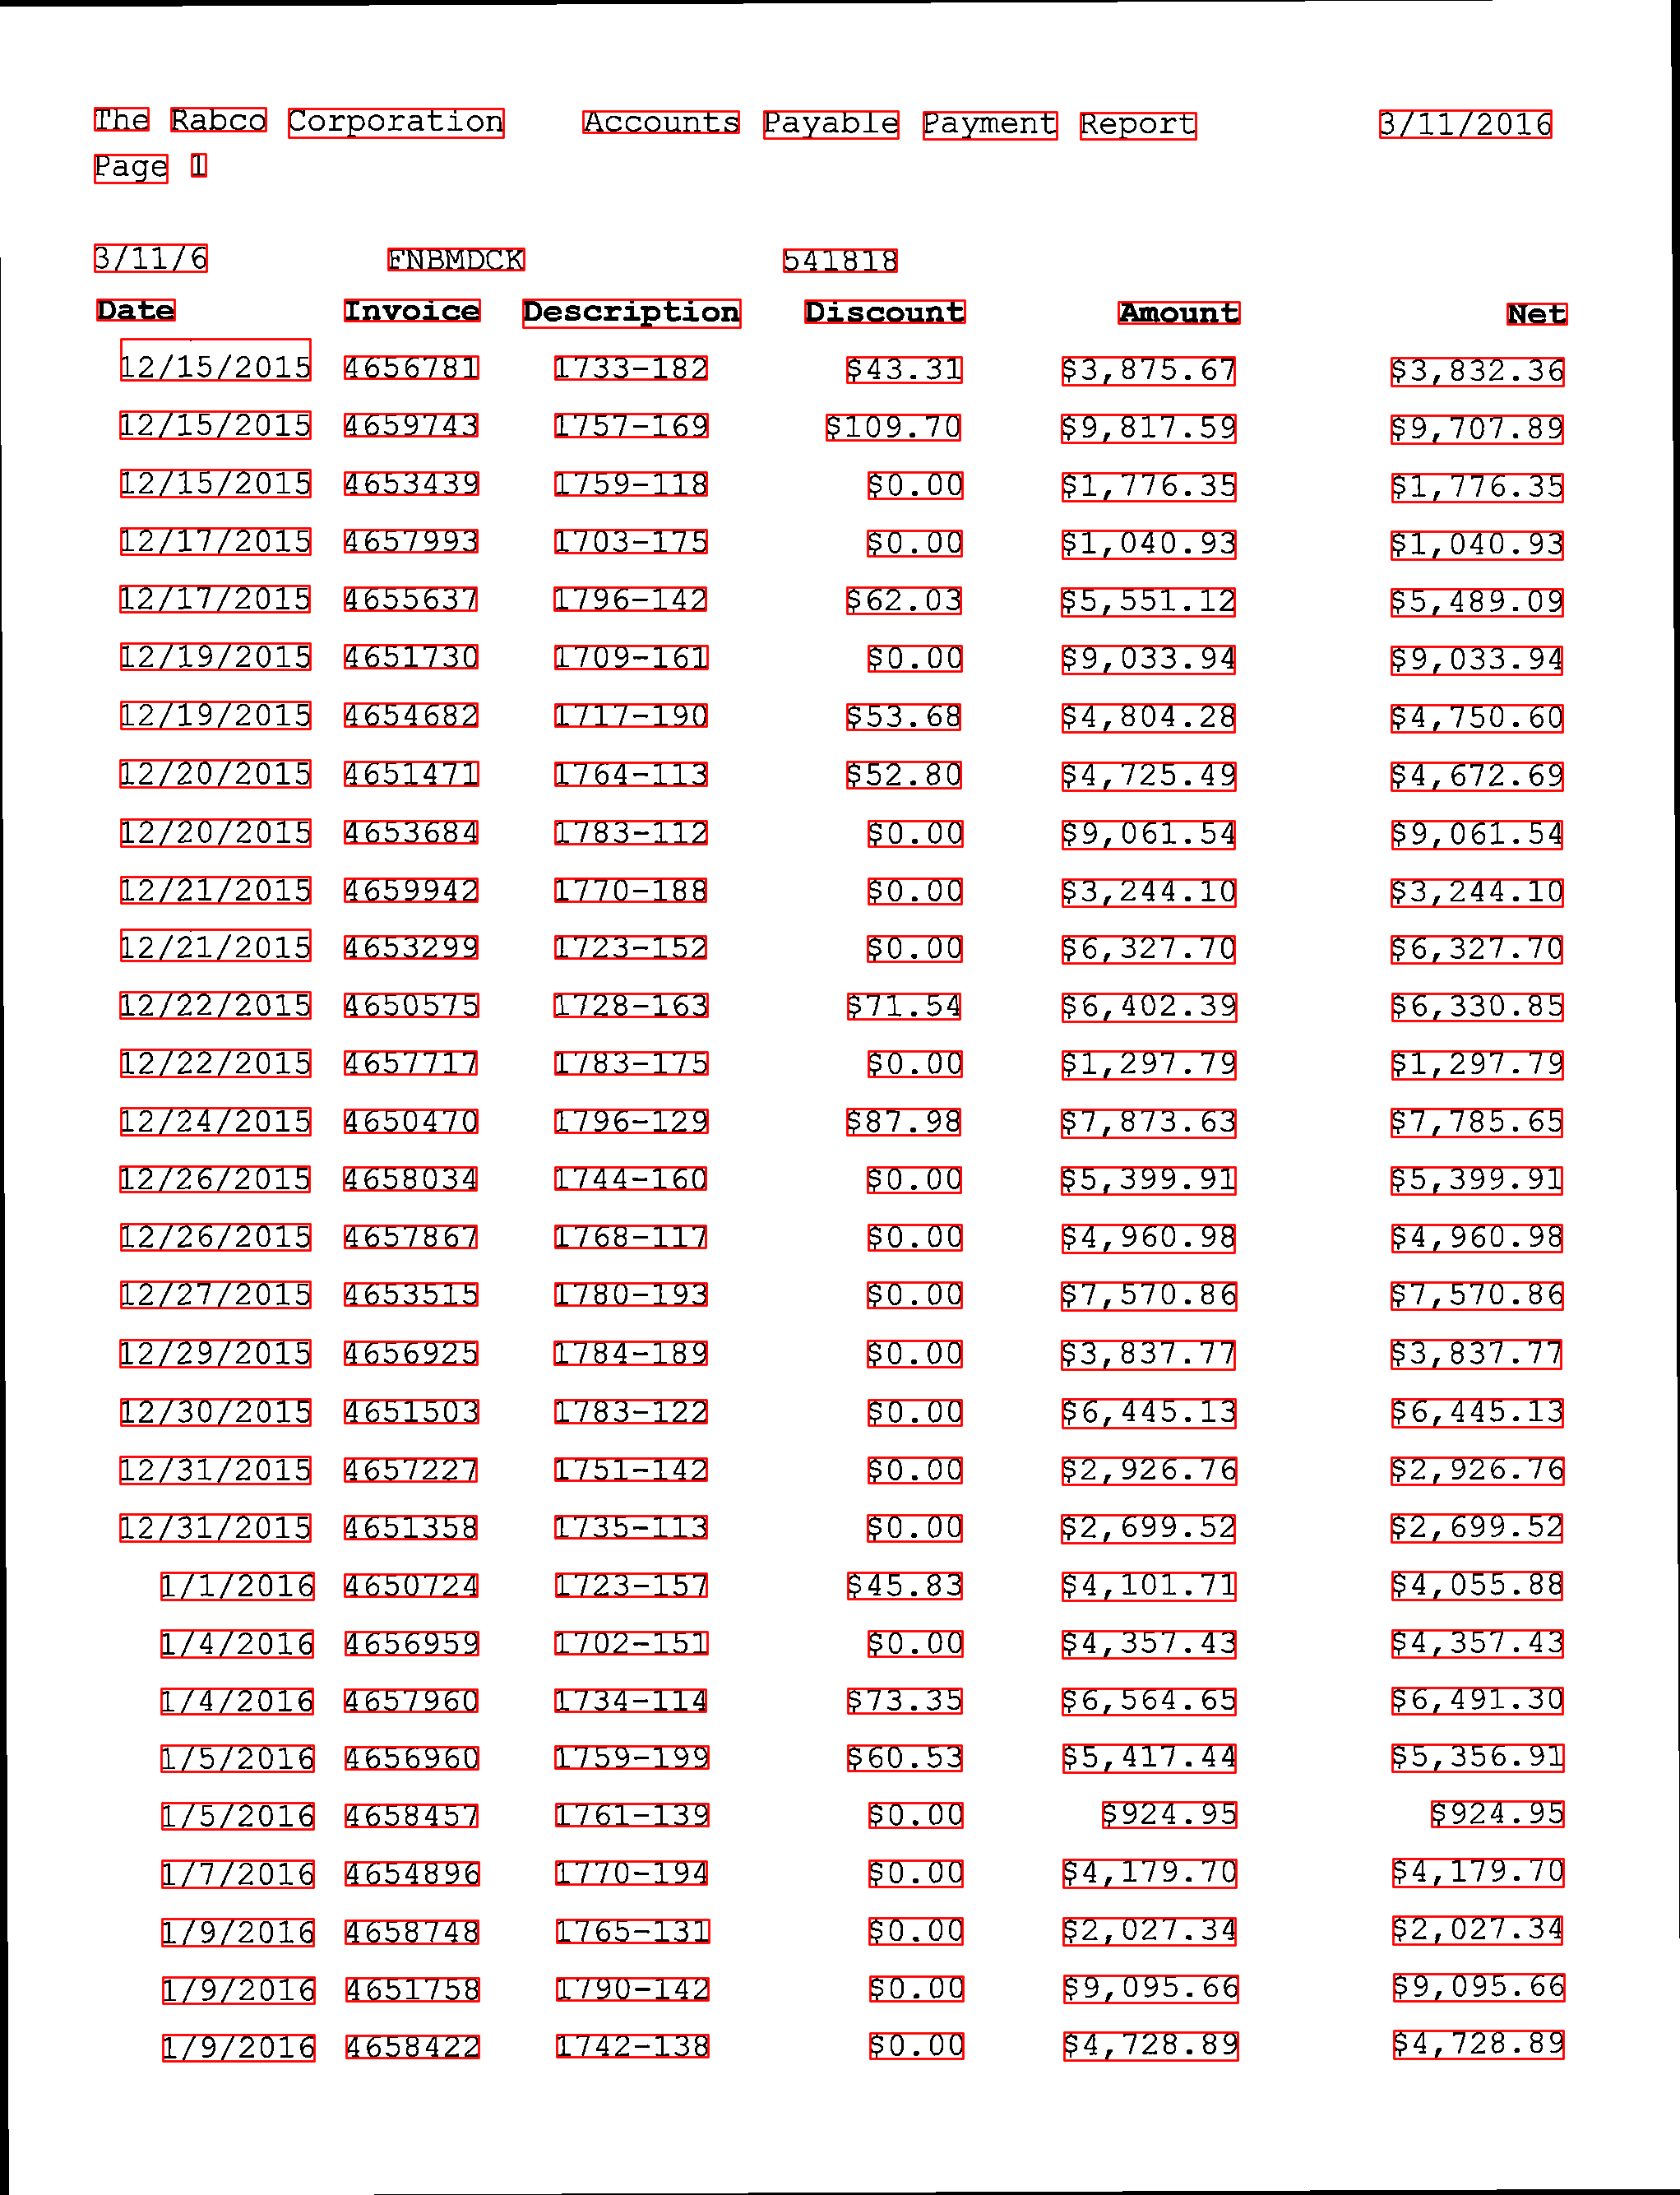 The Rabco Corporation Accounts Payable Payment Report 3/11/2016
Page 1
3/11/6 FNBMDCK 541818
Date Invoice Description Discount Amount Net
12/15/2015 4656781 1733-182 $43.31 $3,875.67 $3,832.36
12/15/2015 4659743 1757-169 $109.70 $9,817.59 $9,707.89
12/15/2015 4653439 1759-118 $0.00 $1,776.35 $1,776.35
12/17/2015 4657993 1703-175 $0.00 $1,040.93 $1,040.93
12/17/2015 4655637 1796-142 $62.03 $5,551.12 $5,489.09
12/19/2015 4651730 1709-161 $0.00 $9,033.94 $9,033.94
12/19/2015 4654682 1717-190 $53.68 $4,804.28 $4,750.60
12/20/2015 4651471 1764-113 $52.80 $4,725.49 $4,672.69
12/20/2015 4653684 1783-112 $0.00 $9,061.54 $9,061.54
12/21/2015 4659942 1770-188 $0.00 $3,244.10 $3,244.10
12/21/2015 4653299 1723-152 $0.00 $6,327.70 $6,327.70
12/22/2015 4650575 1728-163 $71.54 $6,402.39 $6,330.85
12/22/2015 4657717 1783-175 $0.00 $1,297.79 $1,297.79
12/24/2015 4650470 1796-129 $87.98 $7,873.63 $7,785.65
12/26/2015 4658034 1744-160 $0.00 $5,399.91 $5,399.91
12/26/2015 4657867 1768-117 $0.00 $4,960.98 $4,960.98
12/27/2015 4653515 1780-193 $0.00 $7,570.86 $7,570.86
12/29/2015 4656925 1784-189 $0.00 $3,837.77 $3,837.77
12/30/2015 4651503 1783-122 $0.00 $6,445.13 $6,445.13
12/31/2015 4657227 1751-142 $0.00 $2,926.76 $2,926.76
12/31/2015 4651358 1735-113 $0.00 $2,699.52 $2,699.52
1/1/2016 4650724 1723-157 $45.83 $4,101.71 $4,055.88
1/4/2016 4656959 1702-151 $0.00 $4,357.43 $4,357.43
1/4/2016 4657960 1734-114 $73.35 $6,564.65 $6,491.30
1/5/2016 4656960 1759-199 $60.53 $5,417.44 $5,356.91
1/5/2016 4658457 1761-139 $0.00 $924.95 $924.95
1/7/2016 4654896 1770-194 $0.00 $4,179.70 $4,179.70
1/9/2016 4658748 1765-131 $0.00 $2,027.34 $2,027.34
1/9/2016 4651758 1790-142 $0.00 $9,095.66 $9,095.66
1/9/2016 4658422 1742-138 $0.00 $4,728.89 $4,728.89